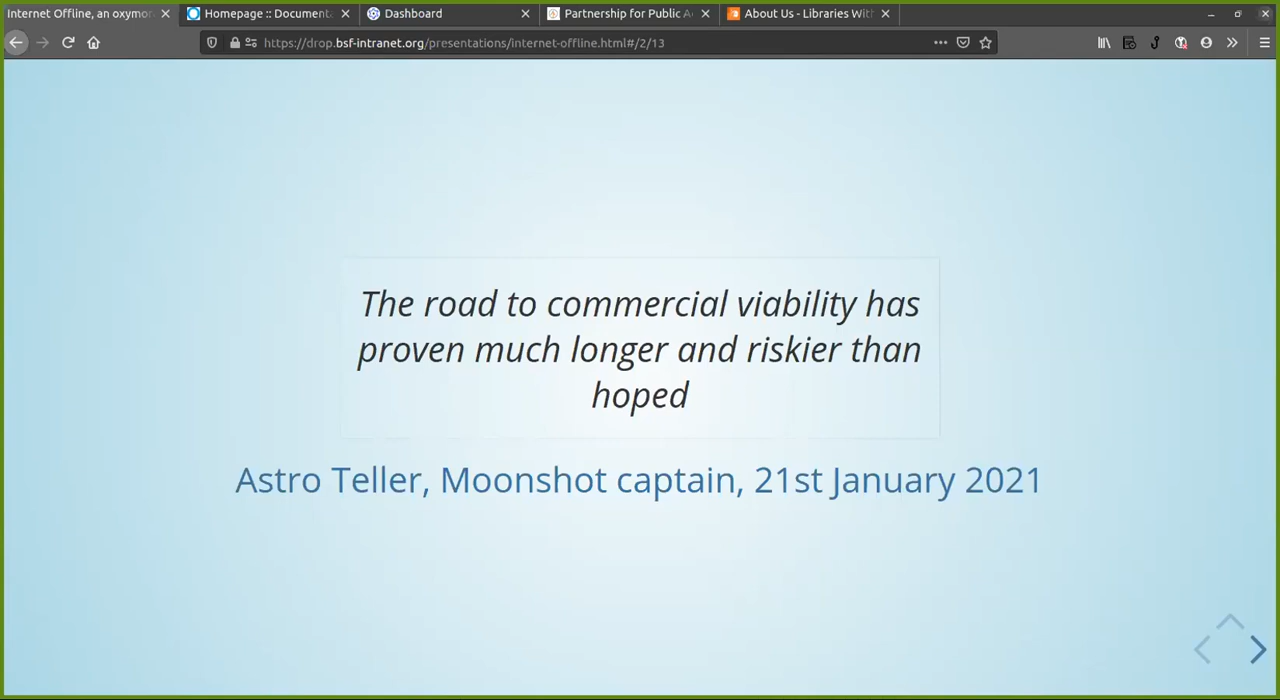 Internet Offline, an oxymo
Homepage :: Document
Dashboard
Partnership for Public A
About Us - Libraries With
https://drop.bsf-intranet.org/presentations/internet-offline.html#/2/13
The road to commercial viability has
proven much longer and riskier than
hoped
Astro Teller, Moonshot captain, 21st January 2021